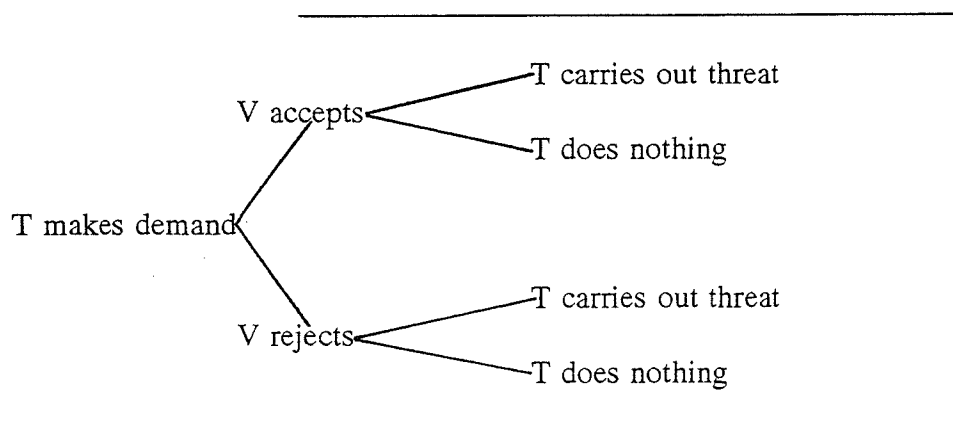 T carries out threat
V accepts
T does nothing
T makes demand
T carries out threat
V rejects
T does nothing